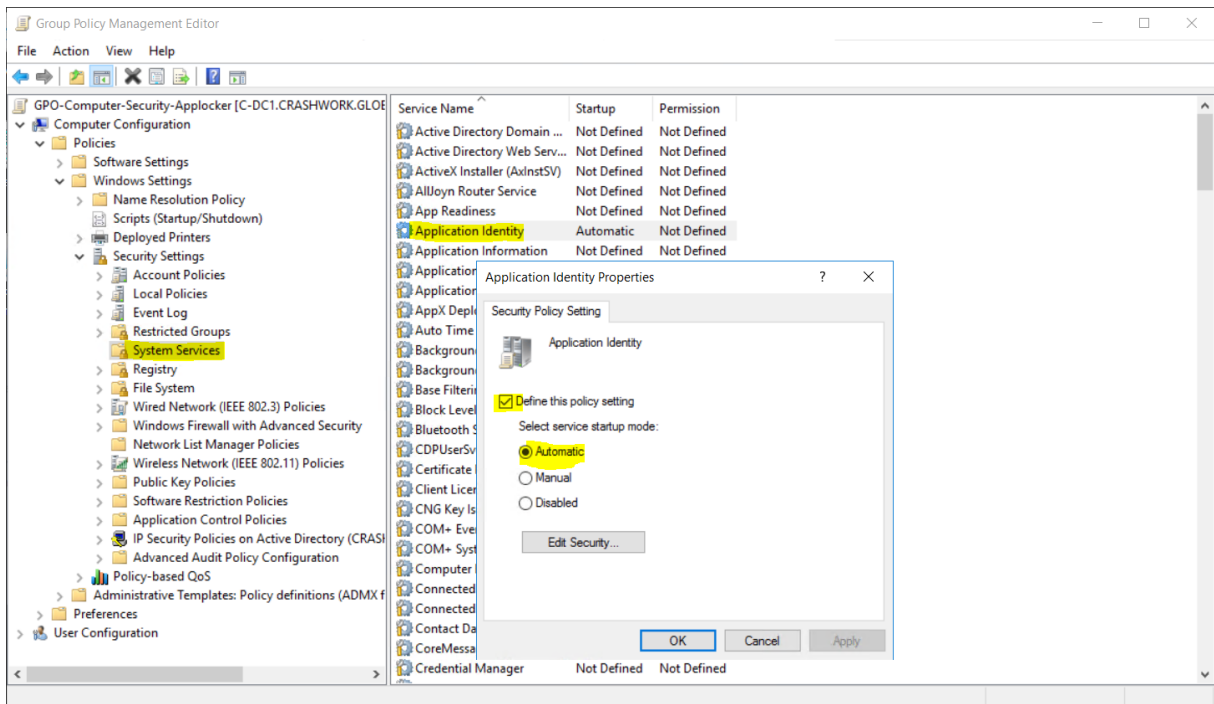 Group Policy Management Editor
File Action View Help
GPO-Computer-Security-Applocker [C-DC1.CRASHWORK.GLOE
Computer Configuration
Policies
Software Settings
Windows Settings
Name Resolution Policy
Scripts (Startup/Shutdown)
Deployed Printers
Security Settings
Account Policies
Local Policies
Event Log
Restricted Groups
System Services
Registry
File System
Wired Network (IEEE 802.3) Policies
Windows Firewall with Advanced Security
Network List Manager Policies
Wireless Network (IEEE 802.11) Policies
Public Key Policies
Software Restriction Policies
Application Control Policies
IP Security Policies on Active Directory (CRASH
Advanced Audit Policy Configuration
Policy-based QoS
Administrative Templates: Policy definitions (ADMX f
Preferences
User Configuration
Service Name Startup Permission
Active Directory Domain ... Not Defined Not Defined
Active Directory Web Serv... Not Defined Not Defined
ActiveX Installer (AxInstSV) Not Defined Not Defined
AllJoyn Router Service Not Defined Not Defined
App Readiness Not Defined Not Defined
Application Identity Automatic Not Defined
Application Information Not Defined Not Defined
Application
Application
AppX Deplo
Auto Time
Background
Background
Base Filterin
Block Level
Bluetooth S
CDPUserSv
Certificate
Client Licen
CNG Key Is
COM+ Even
COM+ Syst
Computer
Connected
Connected
Contact Da
CoreMessa
Credential Manager Not Defined Not Defined
Application Identity Properties ?
Security Policy Setting
Application Identity
Define this policy setting
Select service startup mode:
Automatic
Manual
Disabled
Edit Security...
OK Cancel Apply